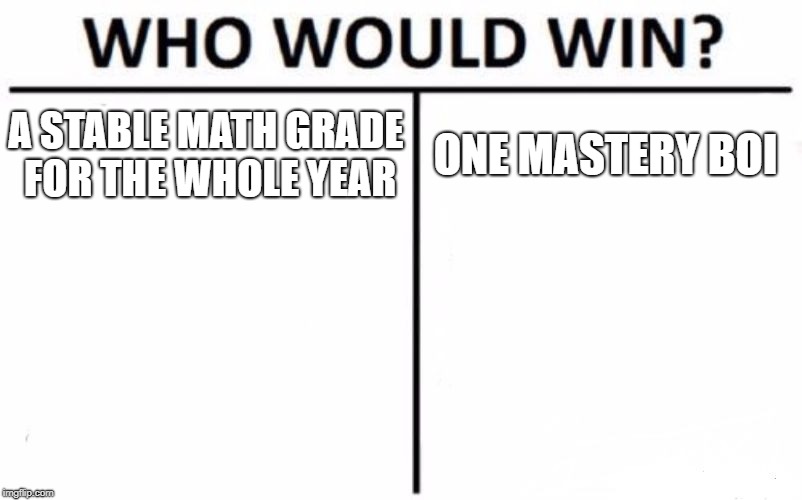 WHO WOULD WIN?
A STABLE MATH GRADE
FOR THE WHOLE YEAR
ONE MASTERY BOI
imgflip.com